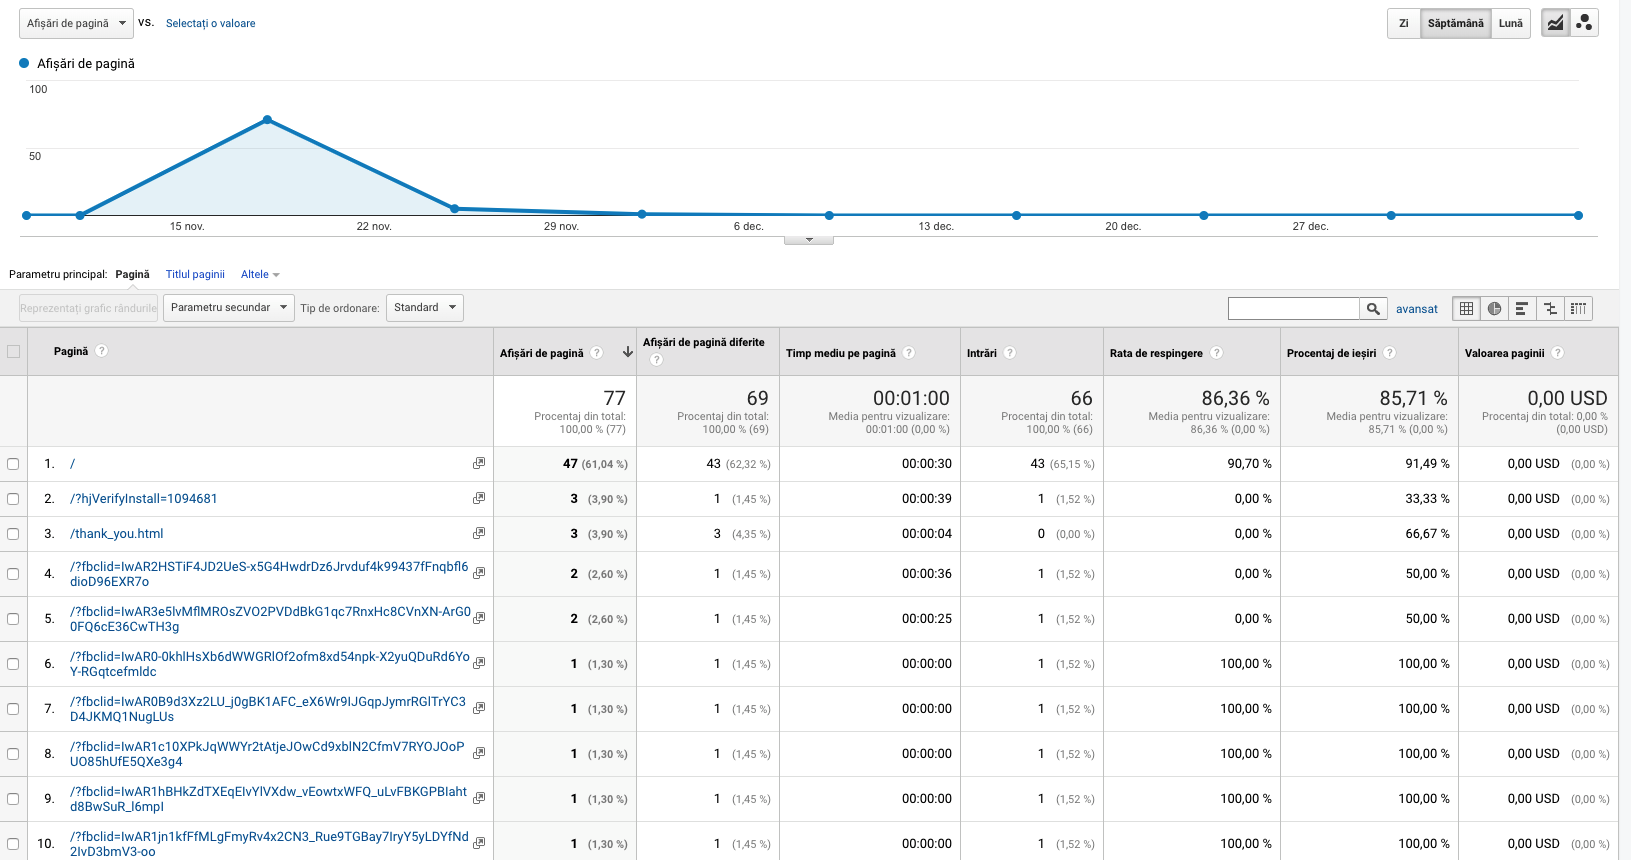 Afișări de pagină vs. Selectați o valoare Zi Săptămână Lună
Afișări de pagină
100
50
15 nov. 22 nov. 29 nov. 6 dec. 13 dec. 20 dec. 27 dec.
Parametru principal: Pagină Titlul paginii Altele
Reprezentați grafic rândurile Parametru secundar Tip de ordonare: Standard avansat
Pagină ? Afișări de pagină ? Afișări de pagină diferite ? Timp mediu pe pagină ? Intrări ? Rata de respingere ? Procentaj de ieșiri ? Valoarea paginii ?
77 69 00:01:00 66 86,36 % 85,71 % 0,00 USD
Procentaj din total: Procentaj din total: Media pentru vizualizare: Procentaj din total: Media pentru vizualizare: Media pentru vizualizare: Procentaj din total: 0,00 %
100,00 % (77) 100,00 % (69) 00:01:00 (0,00 %) 100,00 % (66) 86,36 % (0,00 %) 85,71 % (0,00 %) (0,00 USD)
1. / 47 (61,04 %) 43 (62,32 %) 00:00:30 43 (65,15 %) 90,70 % 91,49 % 0,00 USD (0,00 %)
2. /?hjVerifyInstall=1094681 3 (3,90 %) 1 (1,45 %) 00:00:39 1 (1,52 %) 0,00 % 33,33 % 0,00 USD (0,00 %)
3. /thank_you.html 3 (3,90 %) 3 (4,35 %) 00:00:04 0 (0,00 %) 0,00 % 66,67 % 0,00 USD (0,00 %)
4. /?fbclid=IwAR2HSTiF4JD2UeS-x5G4HwdrDz6Jrvduf4k99437fFnqbfl6 2 (2,60 %) 1 (1,45 %) 00:00:36 1 (1,52 %) 0,00 % 50,00 % 0,00 USD (0,00 %)
dioD96EXR7o
5. /?fbclid=IwAR3e5lvMflMROsZVO2PVDdBkG1qc7RnxHc8CVnXN-ArG0 2 (2,60 %) 1 (1,45 %) 00:00:25 1 (1,52 %) 0,00 % 50,00 % 0,00 USD (0,00 %)
0FQ6cE36CwTH3g
6. /?fbclid=IwAR0-0khlHsXb6dWWGRlOf2ofm8xd54npk-X2yuQDuRd6Yo 1 (1,30 %) 1 (1,45 %) 00:00:00 1 (1,52 %) 100,00 % 100,00 % 0,00 USD (0,00 %)
Y-RGqtcefmldc
7. /?fbclid=IwAR0B9d3Xz2LU_j0gBK1AFC_eX6Wr9IJGqpJymrRGlTrYC3 1 (1,30 %) 1 (1,45 %) 00:00:00 1 (1,52 %) 100,00 % 100,00 % 0,00 USD (0,00 %)
D4JKMQ1NugLUs
8. /?fbclid=IwAR1c10XPkJqWWYr2tAtjeJOwCd9xblN2CfmV7RYOJOoP 1 (1,30 %) 1 (1,45 %) 00:00:00 1 (1,52 %) 100,00 % 100,00 % 0,00 USD (0,00 %)
UO85hUfE5QXe3g4
9. /?fbclid=IwAR1hBHkZdTXEqEIvYlVXdw_vEowtxWFQ_uLvFBKGPBIaht 1 (1,30 %) 1 (1,45 %) 00:00:00 1 (1,52 %) 100,00 % 100,00 % 0,00 USD (0,00 %)
d8BwSuR_l6mpI
10. /?fbclid=IwAR1jn1kfFfMLgFmyRv4x2CN3_Rue9TGBay7IryY5yLDYfNd 1 (1,30 %) 1 (1,45 %) 00:00:00 1 (1,52 %) 100,00 % 100,00 % 0,00 USD (0,00 %)
2IvD3bmV3-oo